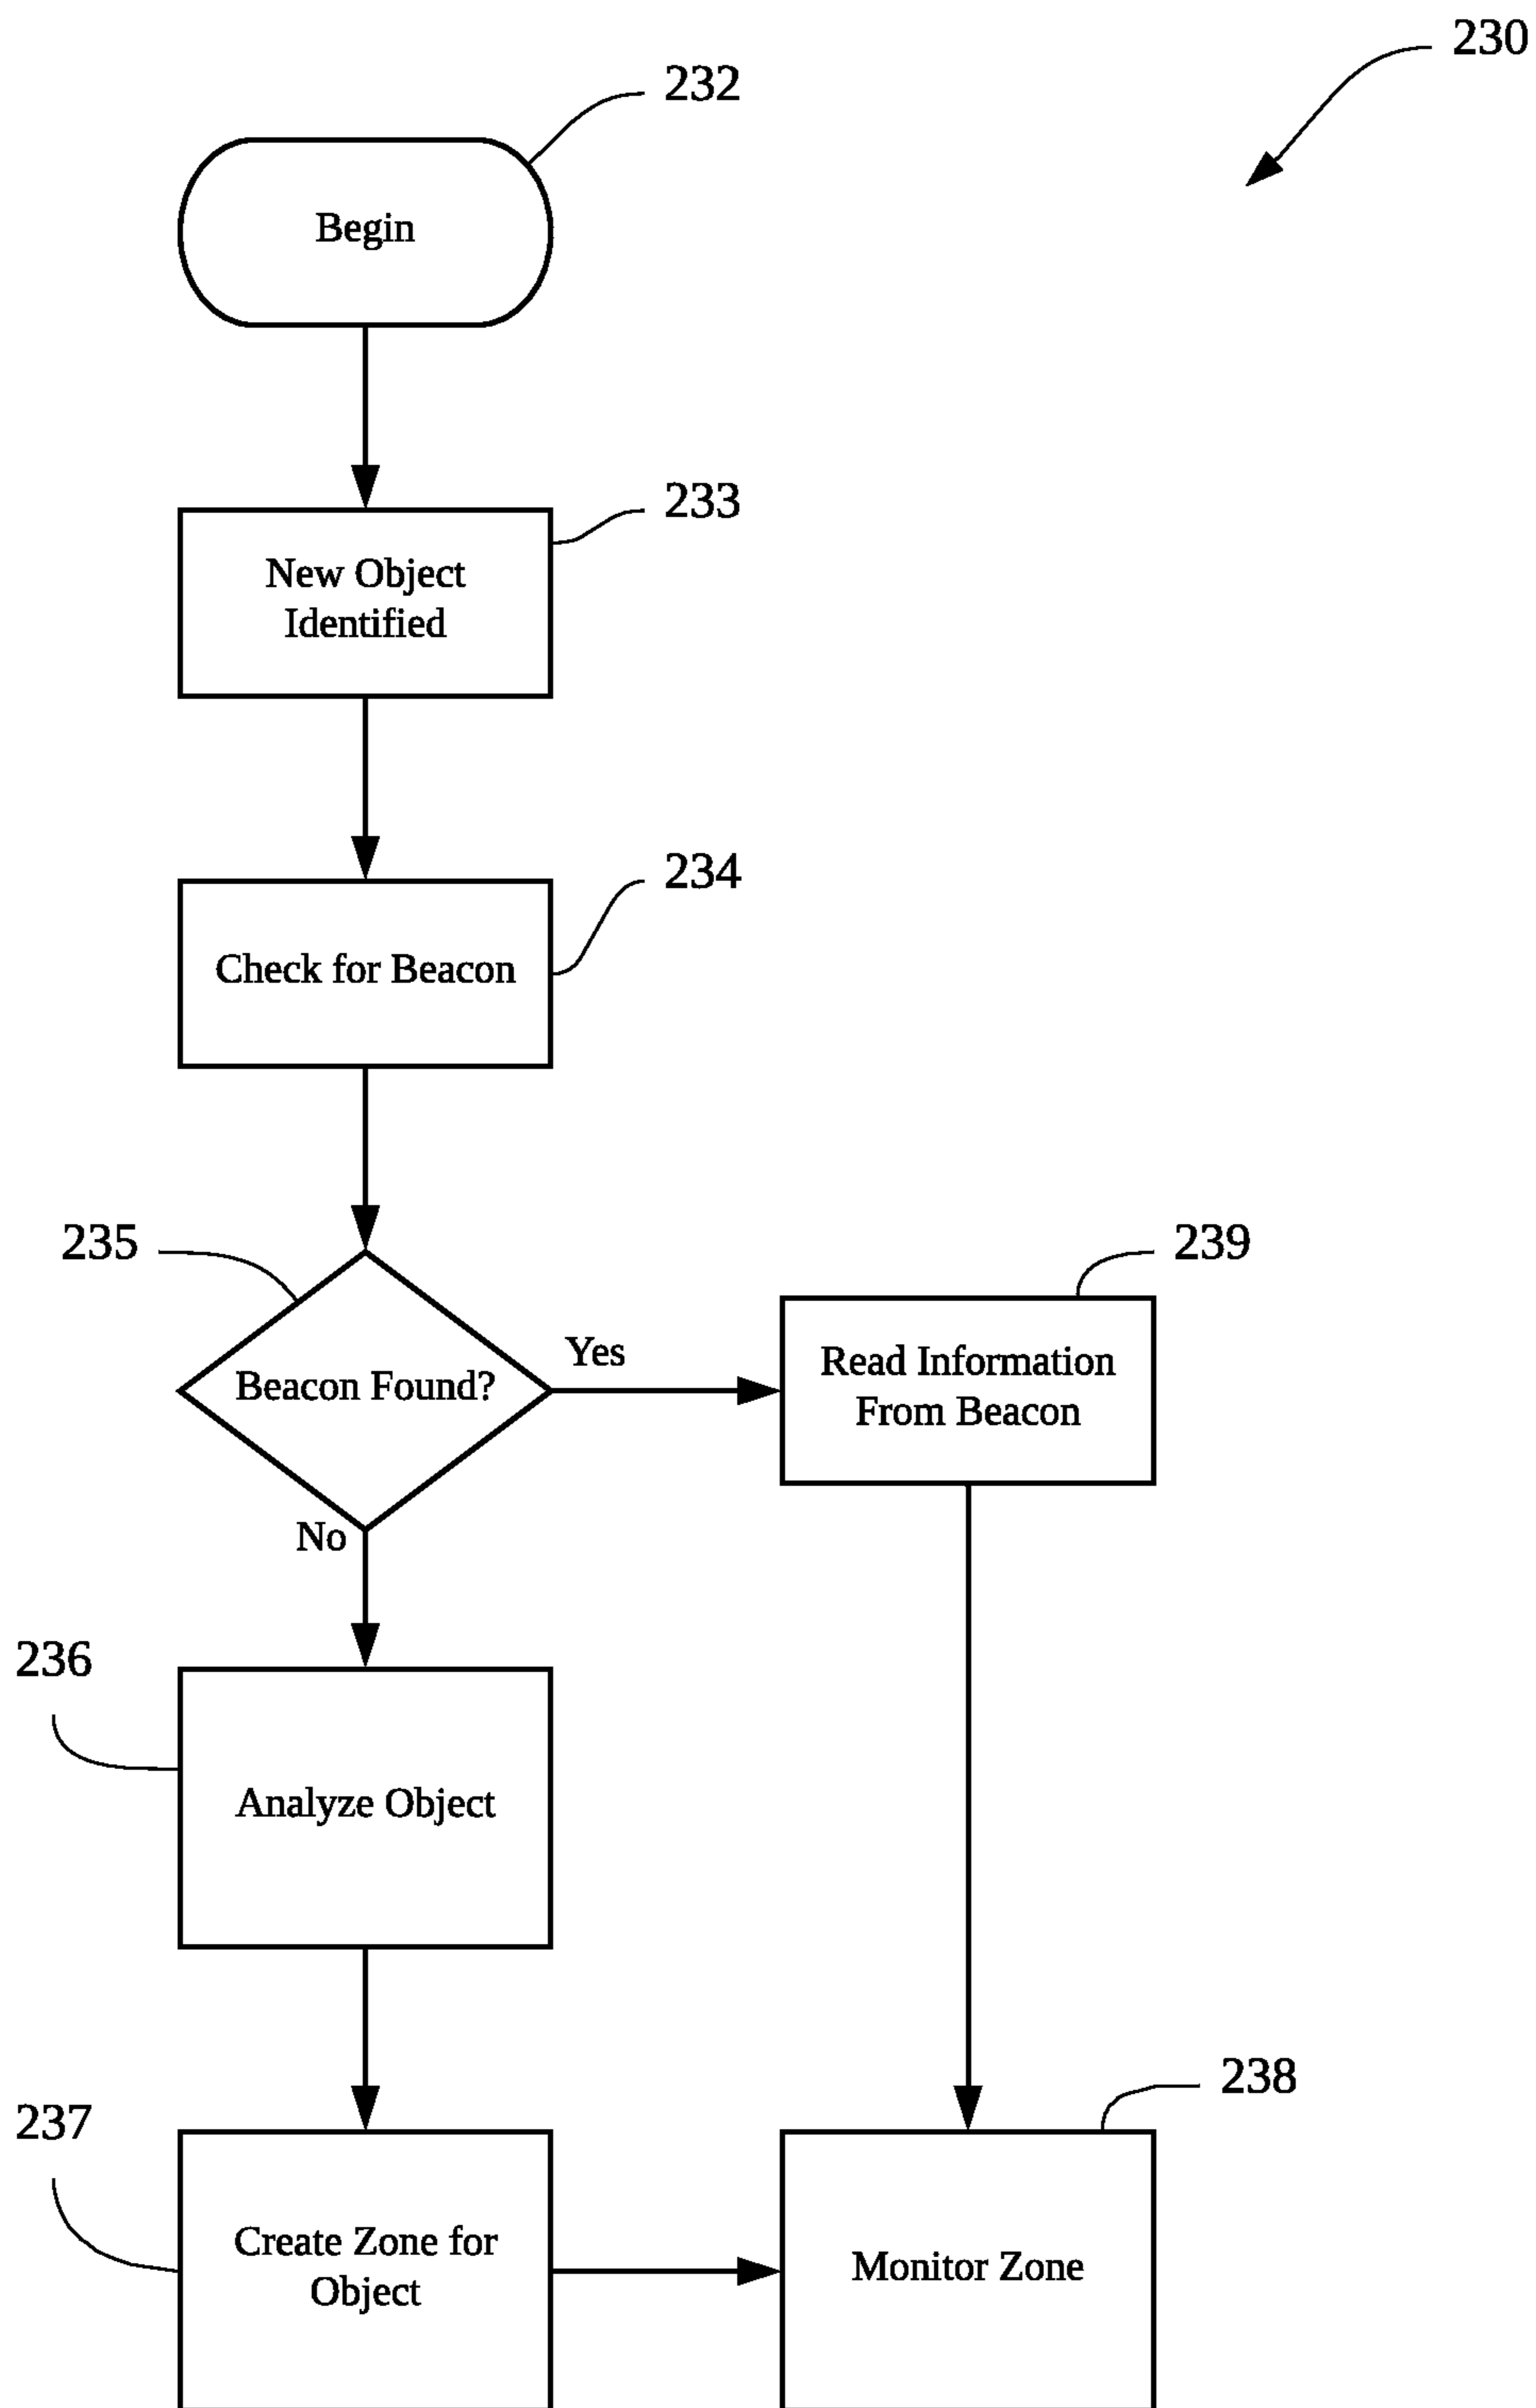 230
232
Begin
233
New Object
Identified
234
Check for Beacon
235
239
Beacon Found?
Yes
Read Information
From Beacon
No
236
Analyze Object
237
238
Create Zone for
Object
Monitor Zone